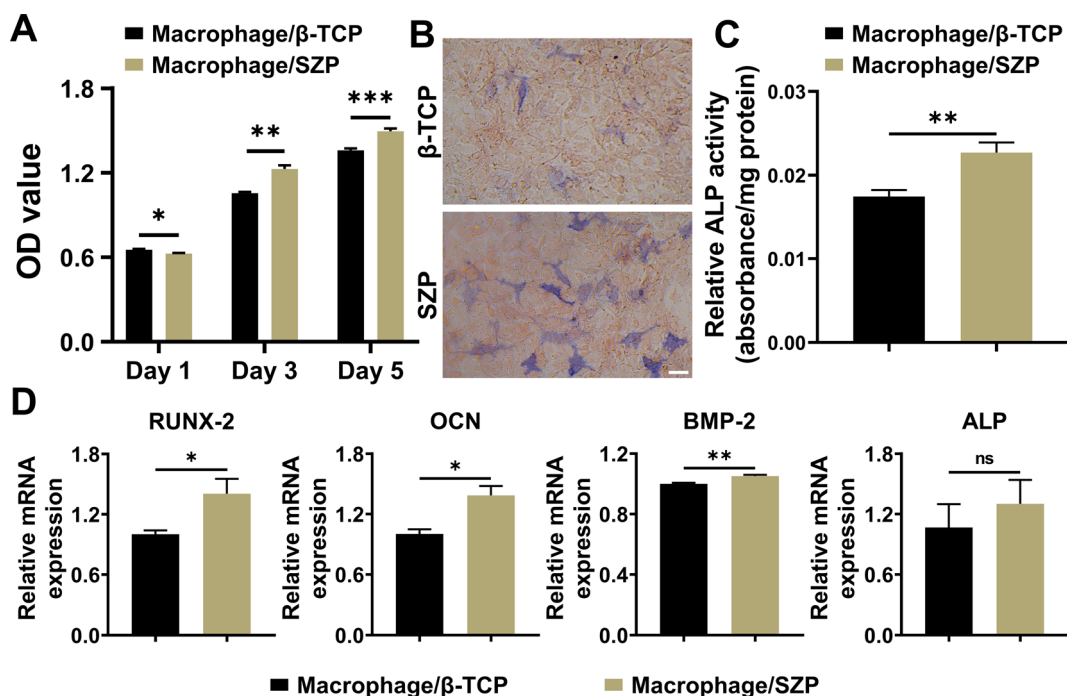 A
Macrophage/β-TCP
Macrophage/SZP
OD value
1.8
1.2
0.6
0.0
*
**
***
Day 1
Day 3
Day 5
B
β-TCP
SZP
C
Macrophage/β-TCP
Macrophage/SZP
Relative ALP activity
(absorbance/mg protein)
0.03
0.02
0.01
0.00
**
D
RUNX-2
Relative mRNA
expression
1.8
1.2
0.6
0.0
*
OCN
Relative mRNA
expression
1.8
1.2
0.6
0.0
*
BMP-2
Relative mRNA
expression
1.2
0.8
0.4
0.0
**
ALP
Relative mRNA
expression
1.8
1.2
0.6
0.0
ns
Macrophage/β-TCP
Macrophage/SZP